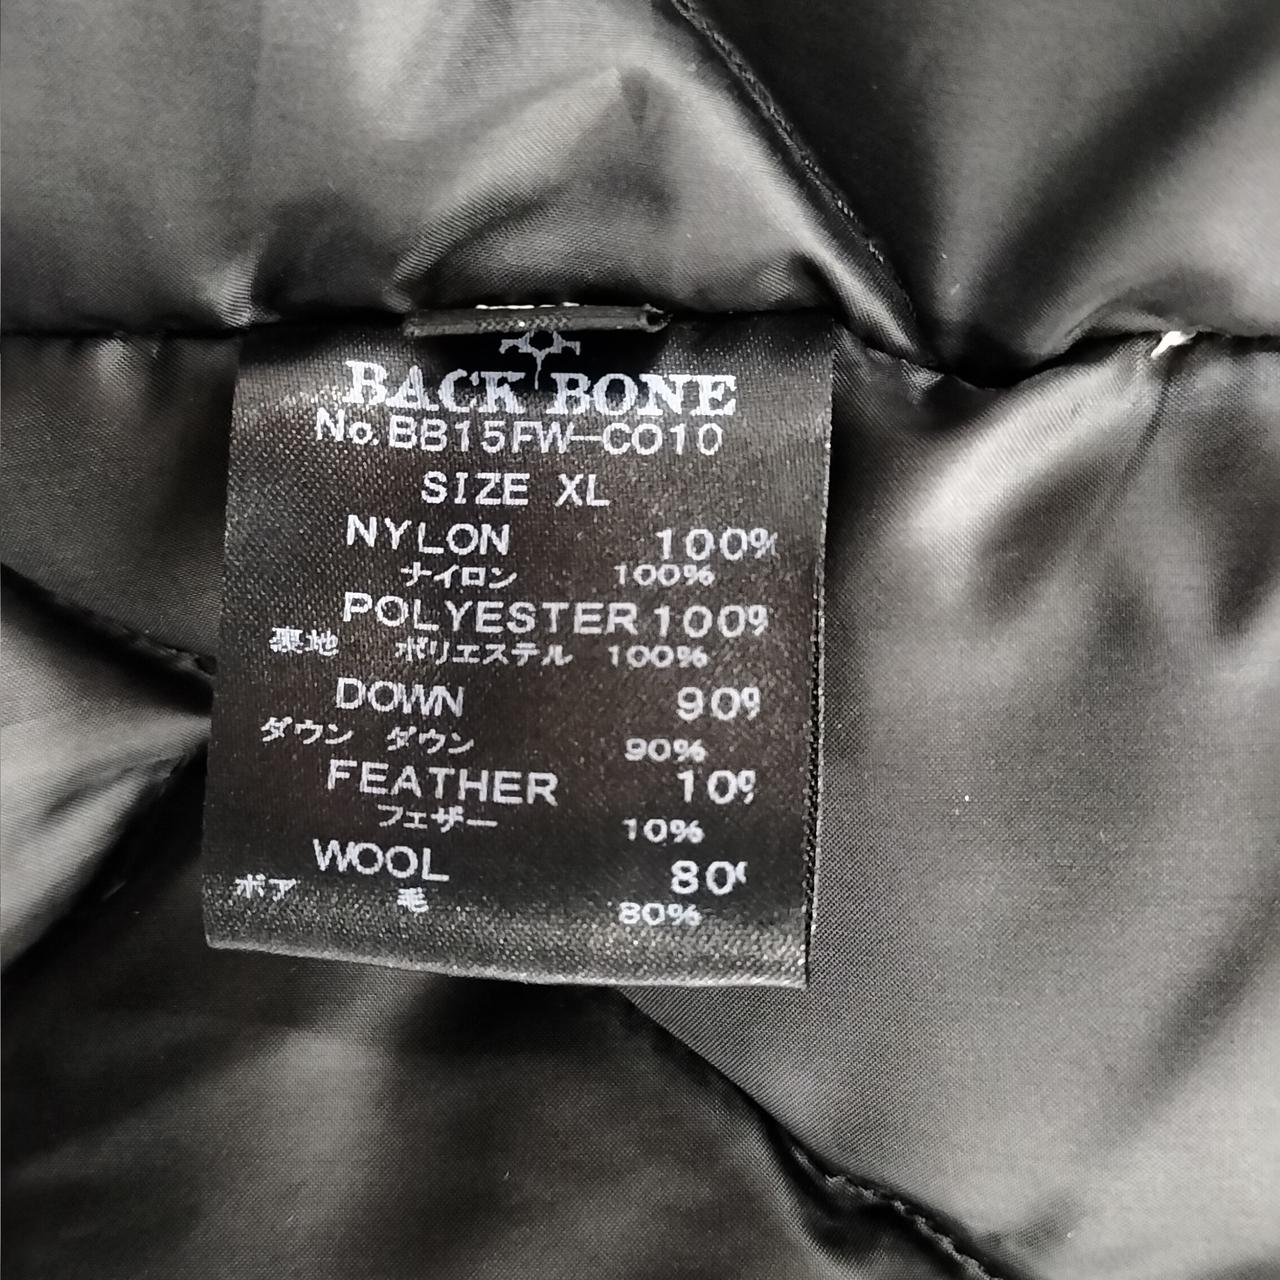 BACK BONE
No.BB15FW-CO10
SIZE XL
NYLON 100%
ナイロン 100%
POLYESTER 100%
裏地 ポリエステル 100%
DOWN 90%
ダウン ダウン 90%
FEATHER 10%
フェザー 10%
WOOL 80%
ボア 毛 80%